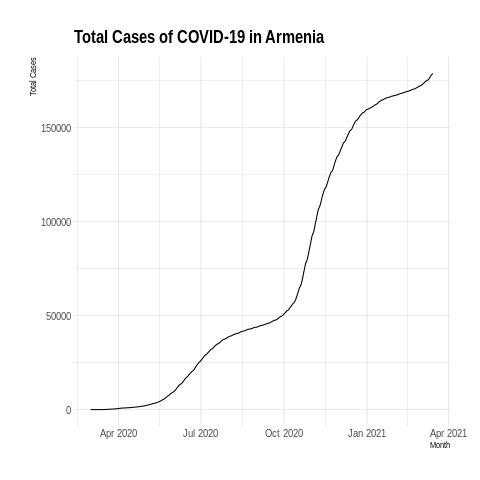 Total Cases of COVID-19 in Armenia
Total Cases
150000
100000
50000
0
Apr 2020 Jul 2020 Oct 2020 Jan 2021 Apr 2021
Month